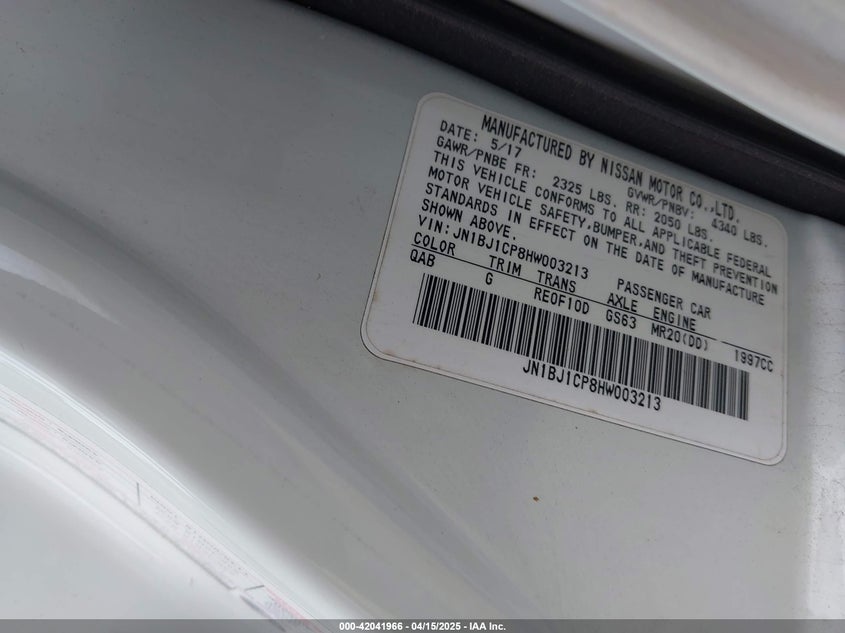 MANUFACTURED BY NISSAN MOTOR CO.,LTD.
DATE: 5/17 GVWR/PNBV: 4340 LBS.
GAWR/PNBE FR: 2325 LBS. RR: 2050 LBS.
THIS VEHICLE CONFORMS TO ALL APPLICABLE FEDERAL
MOTOR VEHICLE SAFETY,BUMPER,AND THEFT PREVENTION
STANDARDS IN EFFECT ON THE DATE OF MANUFACTURE
SHOWN ABOVE.
VIN:JN1BJ1CP8HW003213 PASSENGER CAR
COLOR TRIM TRANS AXLE ENGINE
QAB G RE0F10D GS63 MR20(DD) 1997CC
JN1BJ1CP8HW003213
000-42041966 - 04/15/2025 - IAA Inc.